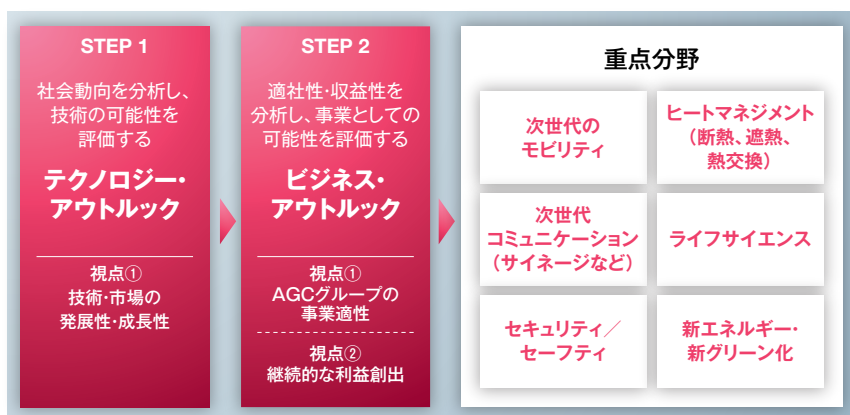 STEP 1
社会動向を分析し、
技術の可能性を
評価する
テクノロジー・
アウトルック
視点①
技術・市場の
発展性・成長性
STEP 2
適社性・収益性を
分析し、事業としての
可能性を評価する
ビジネス・
アウトルック
視点①
AGCグループの
事業適性
視点②
継続的な利益創出
重点分野
次世代の
モビリティ
ヒートマネジメント
（断熱、遮熱、
熱交換）
次世代
コミュニケーション
（サイネージなど）
ライフサイエンス
セキュリティ／
セーフティ
新エネルギー・
新グリーン化